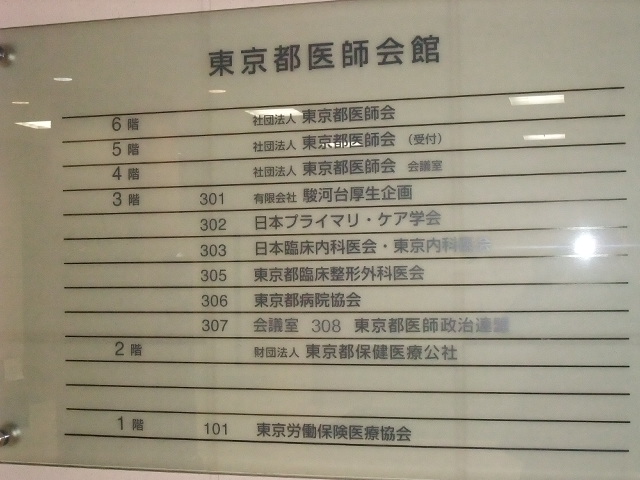 東京都医師会館
6階 社団法人 東京都医師会
5階 社団法人 東京都医師会 (受付)
4階 社団法人 東京都医師会 会議室
3階 301 有限会社 駿河台厚生企画
302 日本プライマリ・ケア学会
303 日本臨床内科医会・東京内科医会
305 東京都臨床整形外科医会
306 東京都病院協会
307 会議室 308 東京都医師政治連盟
2階 財団法人 東京都保健医療公社
1階 101 東京労働保険医療協会